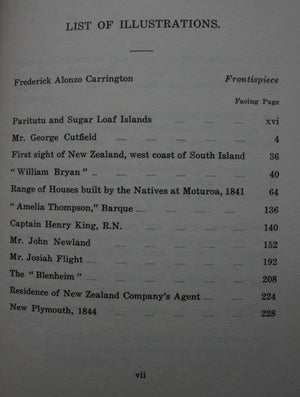 LIST OF ILLUSTRATIONS.
Frederick Alonzo Carrington Frontispiece
Facing Page
Paritutu and Sugar Loaf Islands xvi
Mr. George Cutfield 4
First sight of New Zealand, west coast of South Island 36
"William Bryan" 40
Range of Houses built by the Natives at Moturoa, 1841 64
"Amelia Thompson," Barque 136
Captain Henry King, R.N. 140
Mr. John Newland 152
Mr. Josiah Flight 192
The "Blenheim" 208
Residence of New Zealand Company's Agent 224
New Plymouth, 1844 228
vii